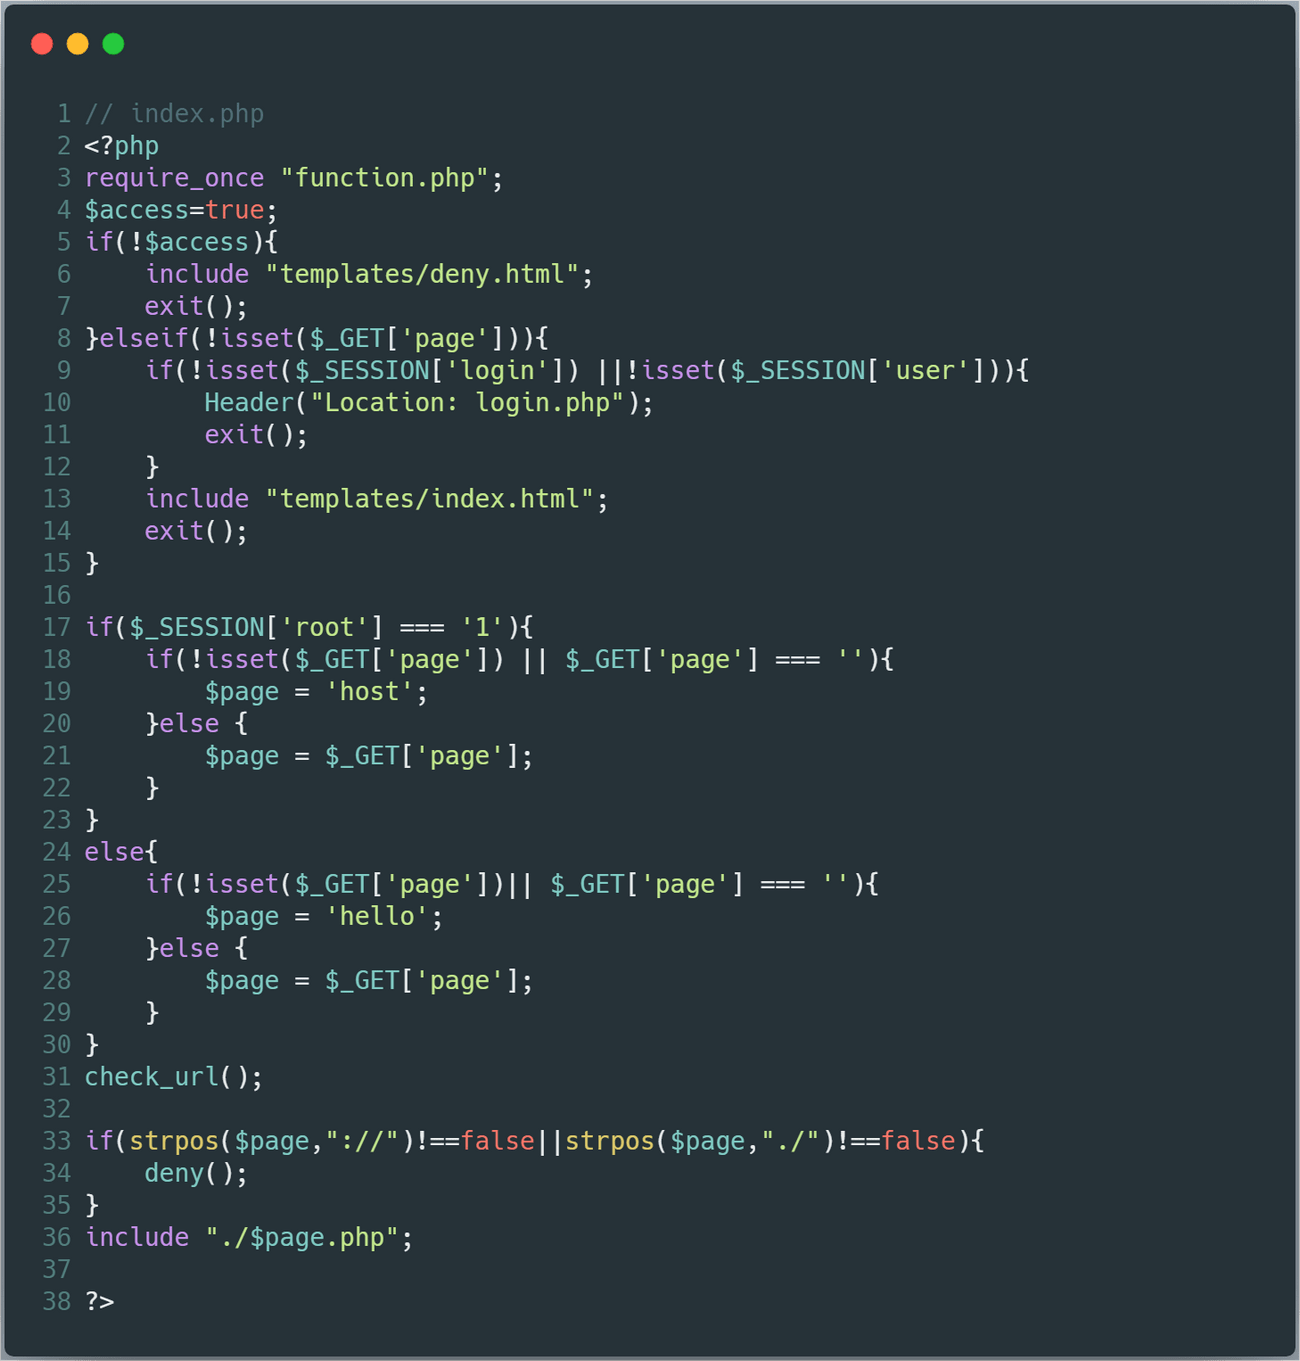 1 // index.php
2 <?php
3 require_once "function.php";
4 $access=true;
5 if(!$access){
6     include "templates/deny.html";
7     exit();
8 }elseif(!isset($_GET['page'])){
9     if(!isset($_SESSION['login']) ||!isset($_SESSION['user'])){
10         Header("Location: login.php");
11         exit();
12     }
13     include "templates/index.html";
14     exit();
15 }
16
17 if($_SESSION['root'] === '1'){
18     if(!isset($_GET['page']) || $_GET['page'] === ''){
19         $page = 'host';
20     }else {
21         $page = $_GET['page'];
22     }
23 }
24 else{
25     if(!isset($_GET['page'])|| $_GET['page'] === ''){
26         $page = 'hello';
27     }else {
28         $page = $_GET['page'];
29     }
30 }
31 check_url();
32
33 if(strpos($page,"://")!==false||strpos($page,"./")!==false){
34     deny();
35 }
36 include "./$page.php";
37
38 ?>